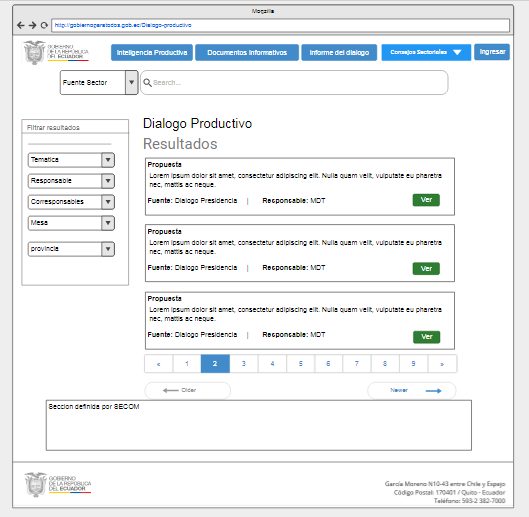 Mozilla
http://gobiernoparatodos.gob.ec/Dialogo-productivo
GOBIERNO
DE LA REPÚBLICA
DEL ECUADOR
Inteligencia Productiva
Documentos Informativos
Informe del dialogo
Consejos Sectoriales
Ingresar
Fuente Sector
Search...
Filtrar resultados
Tematica
Responsable
Corresponsables
Mesa
provincia
Dialogo Productivo
Resultados
Propuesta
Lorem ipsum dolor sit amet, consectetur adipiscing elit. Nulla quam velit, vulputate eu pharetra
nec, mattis ac neque.
Fuente: Dialogo Presidencia | Responsable: MDT
Ver
Propuesta
Lorem ipsum dolor sit amet, consectetur adipiscing elit. Nulla quam velit, vulputate eu pharetra
nec, mattis ac neque.
Fuente: Dialogo Presidencia | Responsable: MDT
Ver
Propuesta
Lorem ipsum dolor sit amet, consectetur adipiscing elit. Nulla quam velit, vulputate eu pharetra
nec, mattis ac neque.
Fuente: Dialogo Presidencia | Responsable: MDT
Ver
« 1 2 3 4 5 6 7 8 9 »
Older
Newer
Seccion definida por SECOM
GOBIERNO
DE LA REPÚBLICA
DEL ECUADOR
García Moreno N10-43 entre Chile y Espejo
Código Postal: 170401 / Quito - Ecuador
Teléfono: 593-2 382-7000